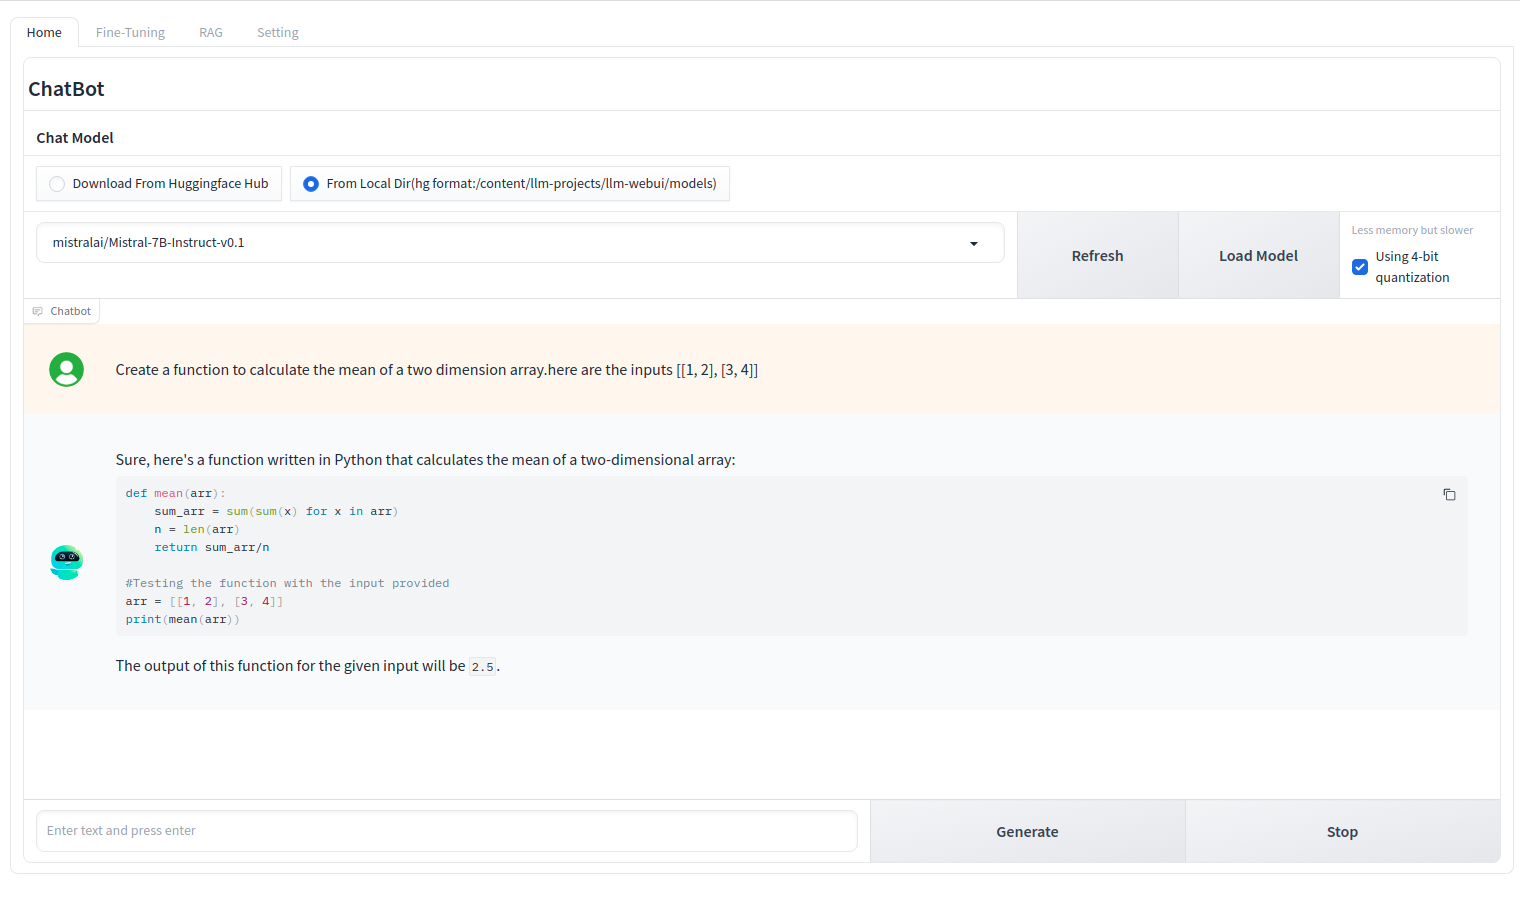 Home Fine-Tuning RAG Setting
ChatBot
Chat Model
Download From Huggingface Hub From Local Dir(hg format:/content/llm-projects/llm-webui/models)
mistralai/Mistral-7B-Instruct-v0.1
Refresh
Load Model
Less memory but slower
Using 4-bit
quantization
Chatbot
Create a function to calculate the mean of a two dimension array.here are the inputs [[1, 2], [3, 4]]
Sure, here's a function written in Python that calculates the mean of a two-dimensional array:
def mean(arr):
    sum_arr = sum(sum(x) for x in arr)
    n = len(arr)
    return sum_arr/n
#Testing the function with the input provided
arr = [[1, 2], [3, 4]]
print(mean(arr))
The output of this function for the given input will be 2.5.
Enter text and press enter
Generate
Stop